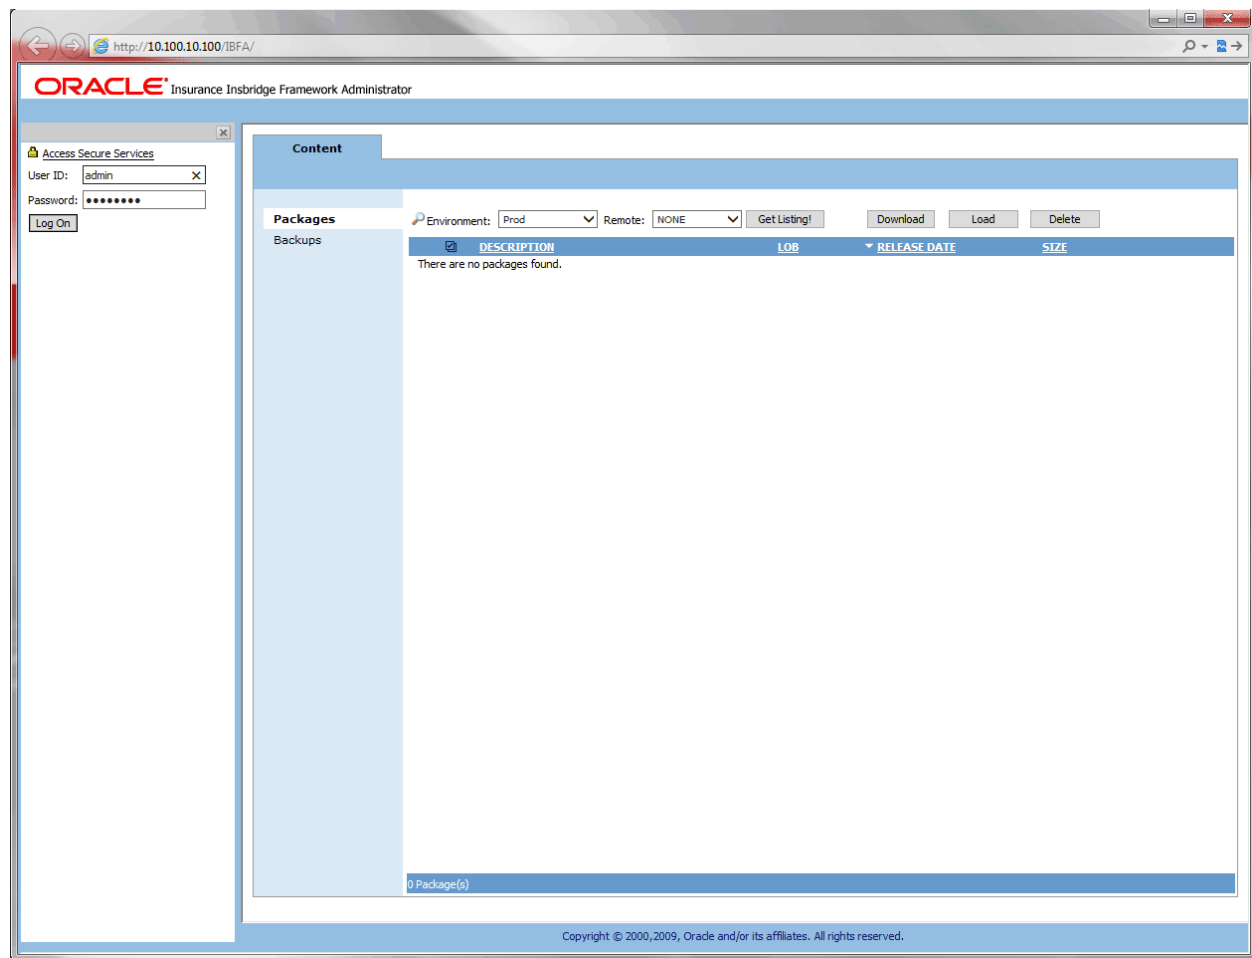 http://10.100.10.100/IBFA/
ORACLE Insurance Insbridge Framework Administrator
Access Secure Services
User ID: admin
Password: ●●●●●●●●
Log On
Content
Packages
Backups
Environment: Prod Remote: NONE Get Listing! Download Load Delete
DESCRIPTION LOB RELEASE DATE SIZE
There are no packages found.
0 Package(s)
Copyright © 2000,2009, Oracle and/or its affiliates. All rights reserved.